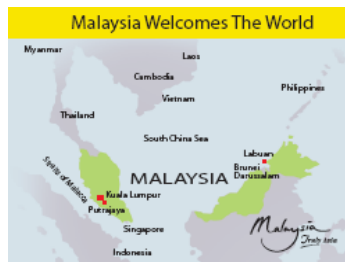 Malaysia Welcomes The World
Myanmar
Laos
Cambodia
Philippines
Vietnam
Thailand
South China Sea
Labuan
Brunei
Darussalam
MALAYSIA
Straits of Malacca
Kuala Lumpur
Putrajaya
Singapore
Malaysia
Truly Asia
Indonesia